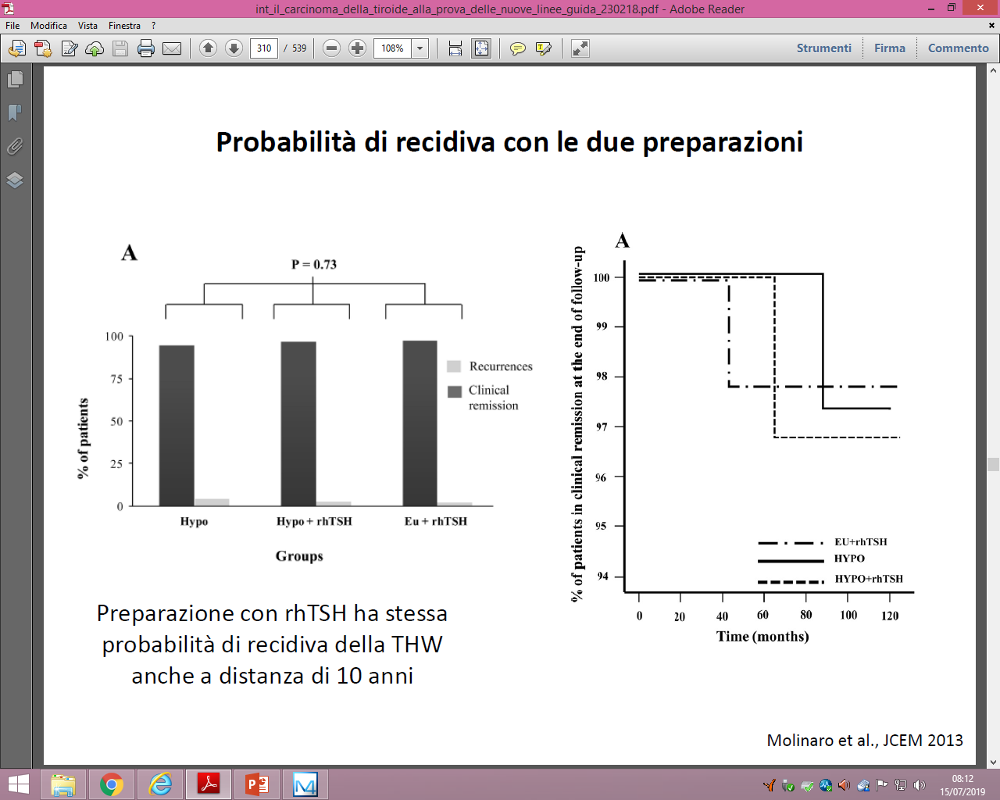 int_il_carcinoma_della_tiroide_alla_prova_delle_nuove_linee_guida_230218.pdf - Adobe Reader
File Modifica Vista Finestra ?
310 / 539 108% Strumenti Firma Commento
Probabilità di recidiva con le due preparazioni
A
P = 0.73
100
75
50
25
0
% of patients
Recurrences
Clinical
remission
Hypo Hypo + rhTSH Eu + rhTSH
Groups
A
% of patients in clinical remission at the end of follow-up
100
99
98
97
96
95
94
EU+rhTSH
HYPO
HYPO+rhTSH
0 20 40 60 80 100 120
Time (months)
Preparazione con rhTSH ha stessa
probabilità di recidiva della THW
anche a distanza di 10 anni
Molinaro et al., JCEM 2013
08:12
15/07/2019